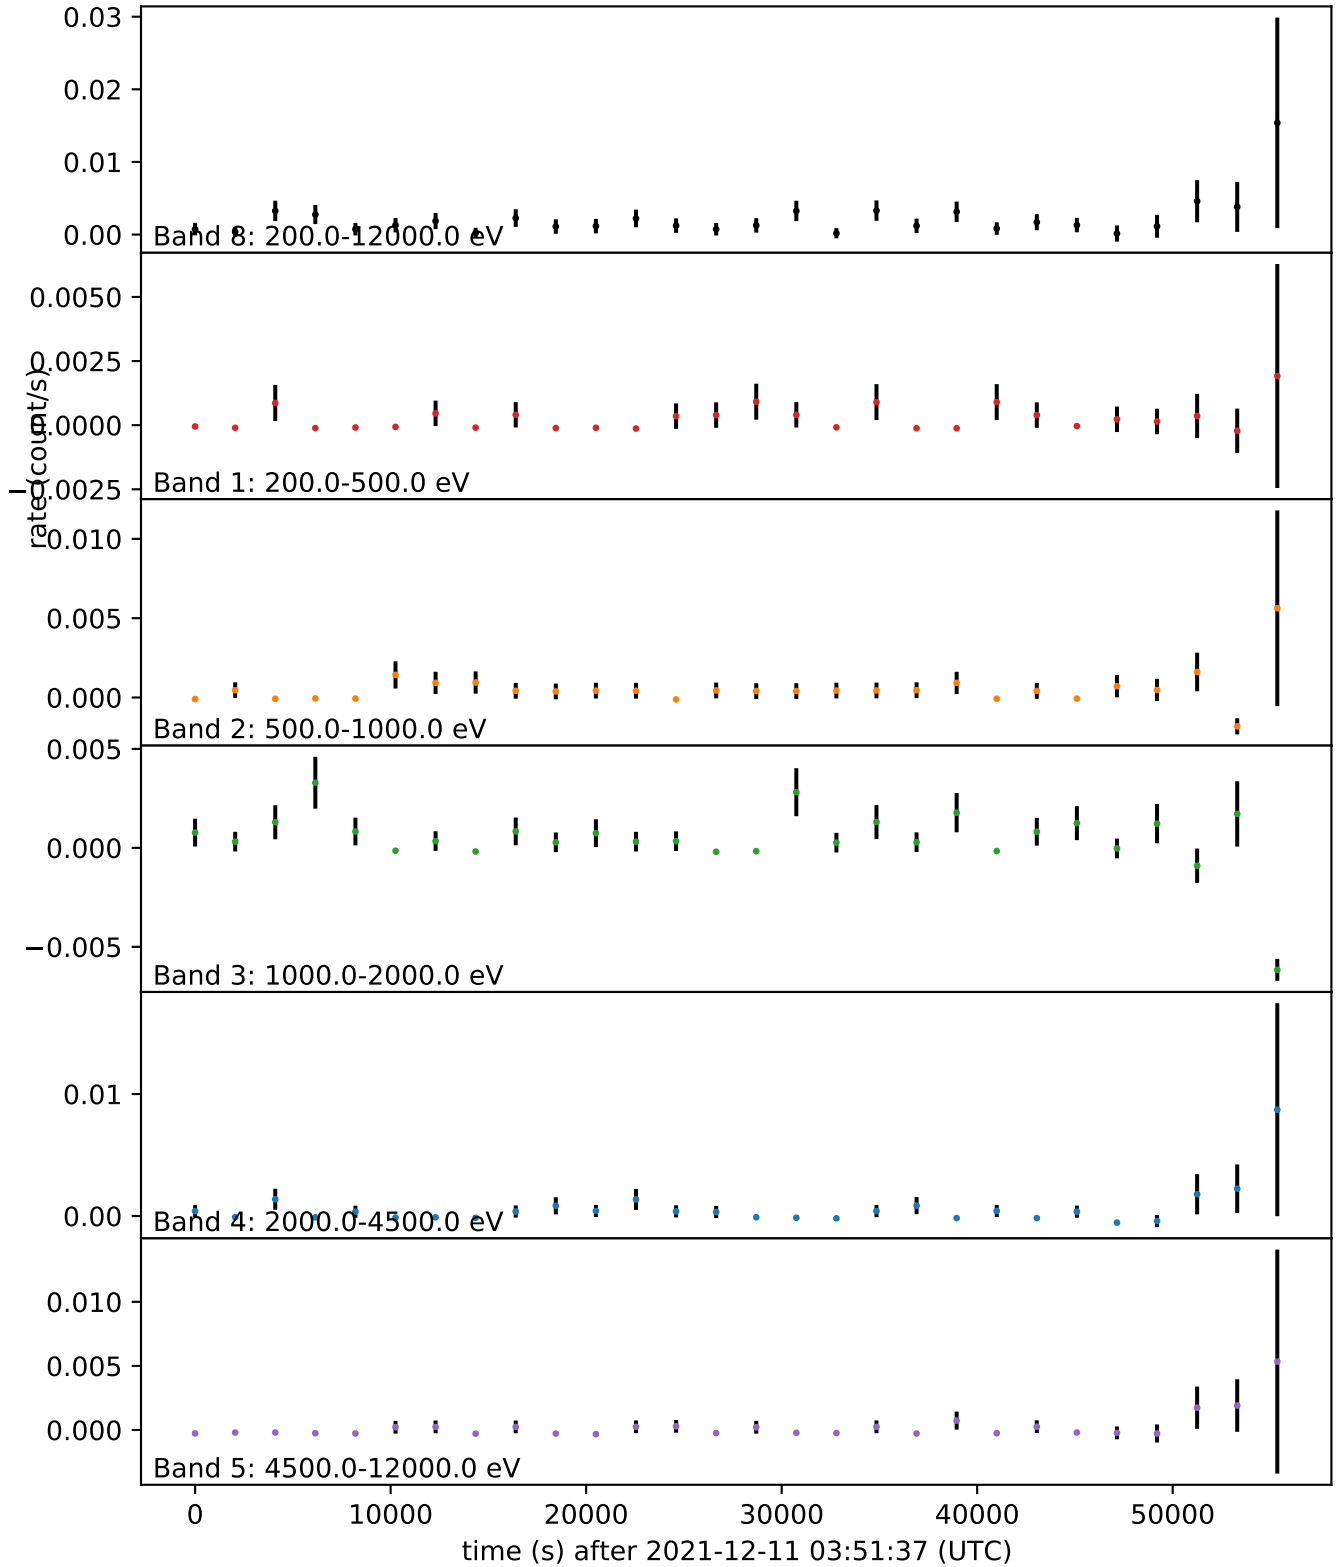 0.03
0.02
0.01
0.00
Band 8: 200.0-12000.0 eV
0.0050
0.0025
0.0000
−0.0025
rate (count/s)
Band 1: 200.0-500.0 eV
0.010
0.005
0.000
Band 2: 500.0-1000.0 eV
0.005
0.000
−0.005
Band 3: 1000.0-2000.0 eV
0.01
0.00
Band 4: 2000.0-4500.0 eV
0.010
0.005
0.000
Band 5: 4500.0-12000.0 eV
0 10000 20000 30000 40000 50000
time (s) after 2021-12-11 03:51:37 (UTC)